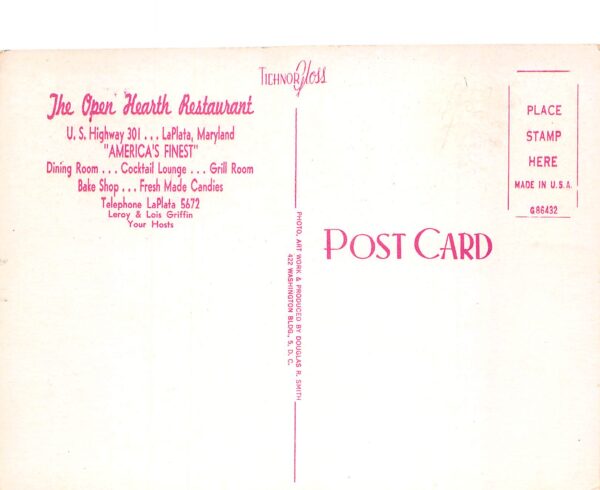 TICHNOR Gloss
The Open Hearth Restaurant
U. S. Highway 301 . . . LaPlata, Maryland
"AMERICA'S FINEST"
Dining Room . . . Cocktail Lounge . . . Grill Room
Bake Shop . . . Fresh Made Candies
Telephone LaPlata 5672
Leroy & Lois Griffin
Your Hosts
PHOTO, ART WORK & PRODUCED BY DOUGLAS R. SMITH
422 WASHINGTON BLDG., 5, D. C.
POST CARD
PLACE
STAMP
HERE
MADE IN U.S.A.
G86432